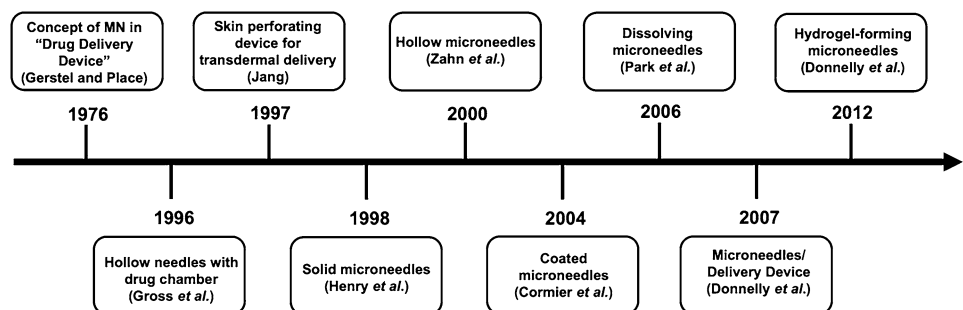 Concept of MN in
“Drug Delivery
Device”
(Gerstel and Place)
1976
Skin perforating
device for
transdermal delivery
(Jang)
1997
Hollow microneedles
(Zahn et al.)
2000
Dissolving
microneedles
(Park et al.)
2006
Hydrogel-forming
microneedles
(Donnelly et al.)
2012
1996
Hollow needles with
drug chamber
(Gross et al.)
1998
Solid microneedles
(Henry et al.)
2004
Coated
microneedles
(Cormier et al.)
2007
Microneedles/
Delivery Device
(Donnelly et al.)